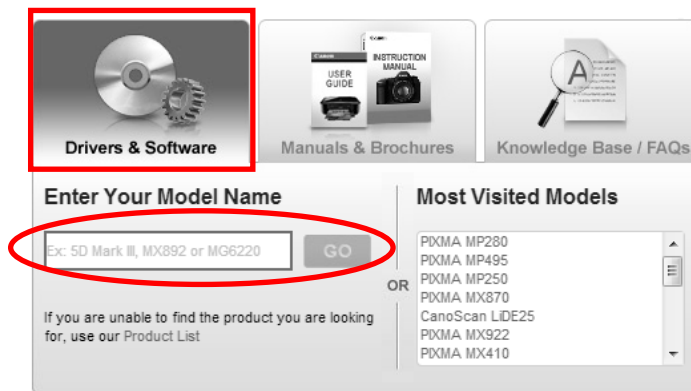 Canon
USER
GUIDE
Canon
INSTRUCTION
MANUAL
A
Drivers & Software
Manuals & Brochures
Knowledge Base / FAQs
Enter Your Model Name
Ex: 5D Mark III, MX892 or MG6220
GO
If you are unable to find the product you are looking
for, use our Product List
OR
Most Visited Models
PIXMA MP280
PIXMA MP495
PIXMA MP250
PIXMA MX870
CanoScan LiDE25
PIXMA MX922
PIXMA MX410